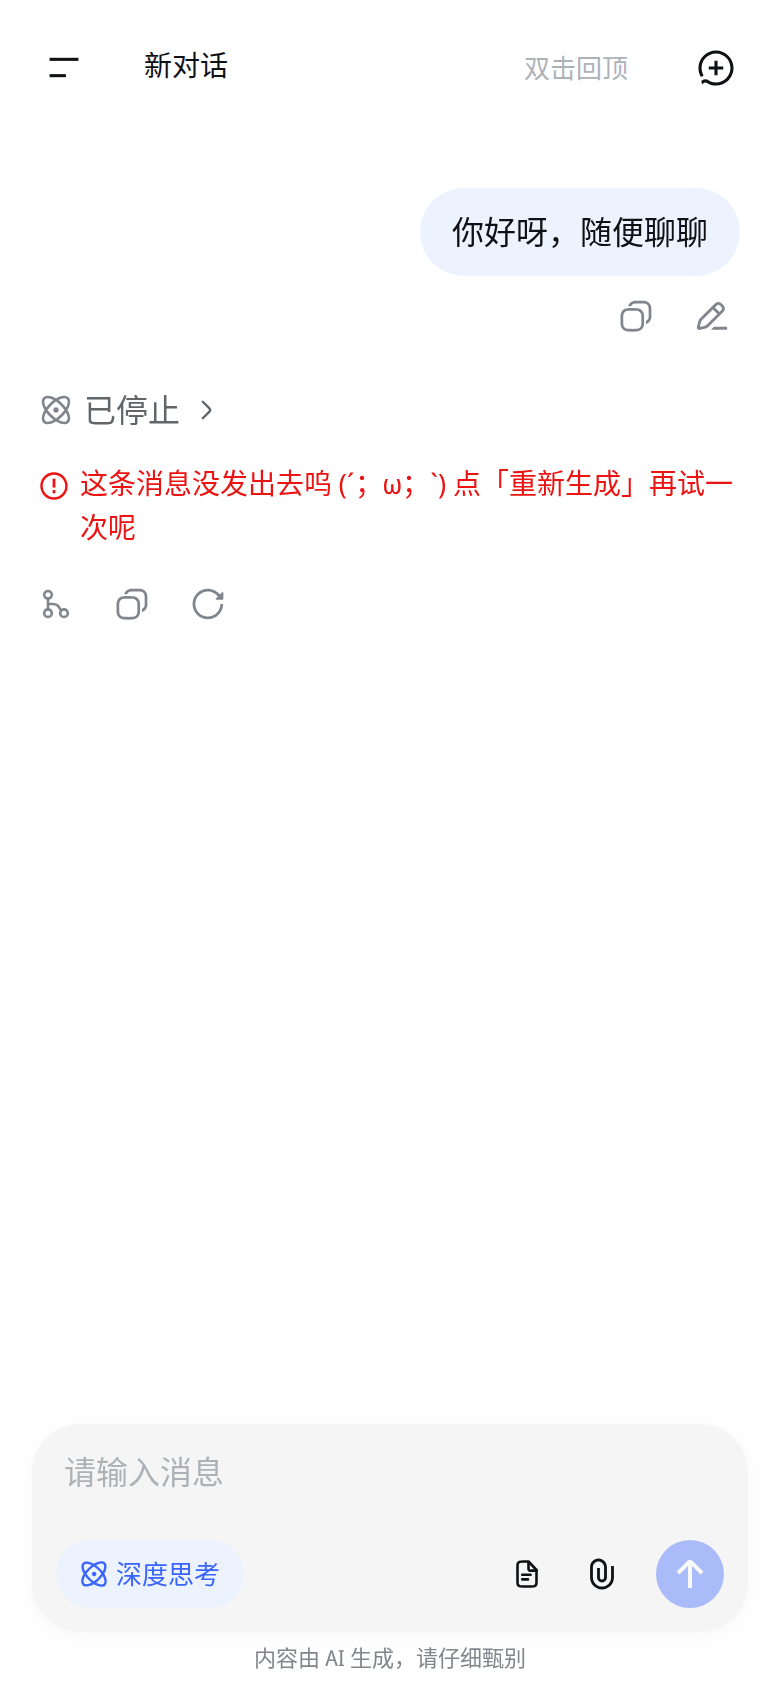 新对话
双击回顶
你好呀，随便聊聊
已停止
这条消息没发出去呜 (´；ω；`) 点「重新生成」再试一
次呢
请输入消息
深度思考
内容由 AI 生成，请仔细甄别